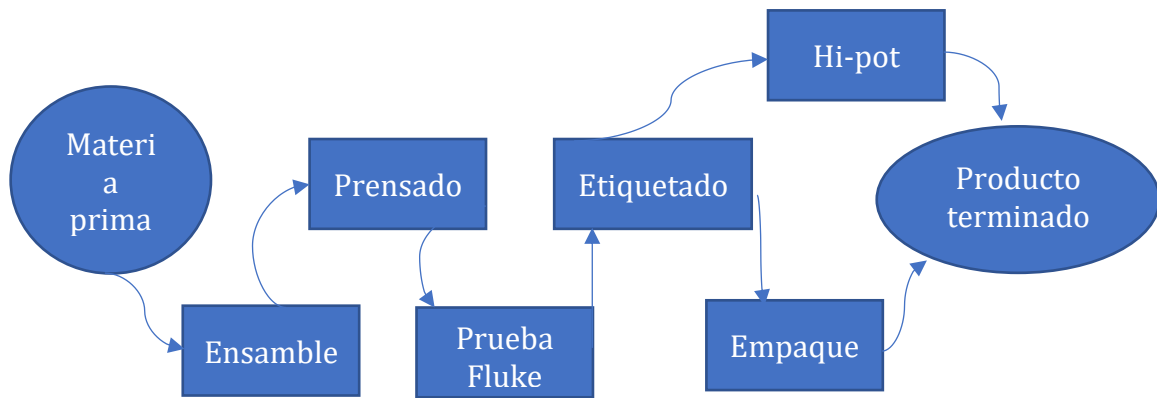 Materi
a
prima
Ensamble
Prensado
Prueba
Fluke
Etiquetado
Hi-pot
Empaque
Producto
terminado